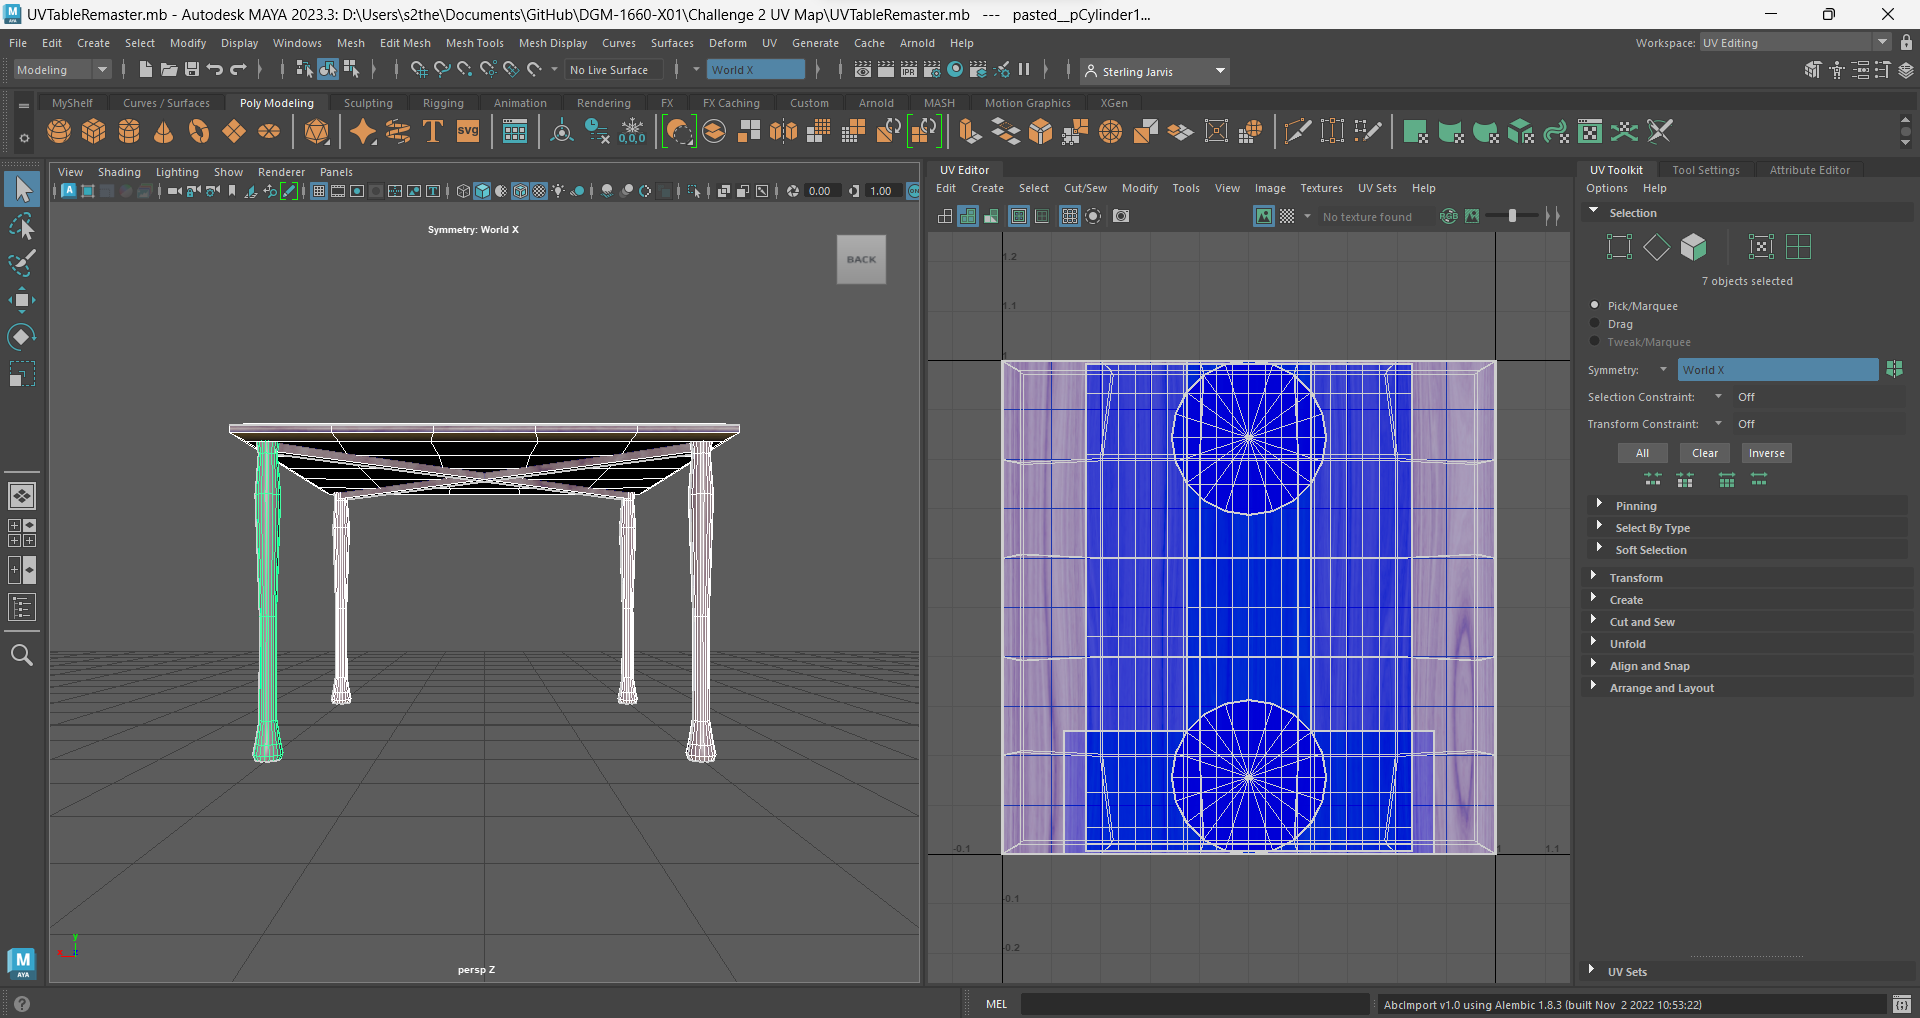 UVTableRemaster.mb - Autodesk MAYA 2023.3: D:\Users\s2the\Documents\GitHub\DGM-1660-X01\Challenge 2 UV Map\UVTableRemaster.mb --- pasted__pCylinder1...
File Edit Create Select Modify Display Windows Mesh Edit Mesh Mesh Tools Mesh Display Curves Surfaces Deform UV Generate Cache Arnold Help
Workspace: UV Editing
Modeling No Live Surface World X Sterling Jarvis
MyShelf Curves / Surfaces Poly Modeling Sculpting Rigging Animation Rendering FX FX Caching Custom Arnold MASH Motion Graphics XGen
View Shading Lighting Show Renderer Panels
0.00 1.00
Symmetry: World X
BACK
persp Z
UV Editor
Edit Create Select Cut/Sew Modify Tools View Image Textures UV Sets Help
No texture found
1.2
1.1
1
-0.1
1
1.1
-0.1
-0.2
UV Toolkit Tool Settings Attribute Editor
Options Help
Selection
7 objects selected
Pick/Marquee
Drag
Tweak/Marquee
Symmetry: World X
Selection Constraint: Off
Transform Constraint: Off
All Clear Inverse
Pinning
Select By Type
Soft Selection
Transform
Create
Cut and Sew
Unfold
Align and Snap
Arrange and Layout
UV Sets
MEL
AbcImport v1.0 using Alembic 1.8.3 (built Nov 2 2022 10:53:22)